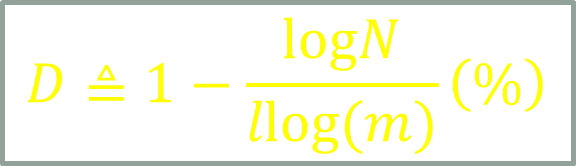 D ≜ 1 − logN / llog(m) (%)